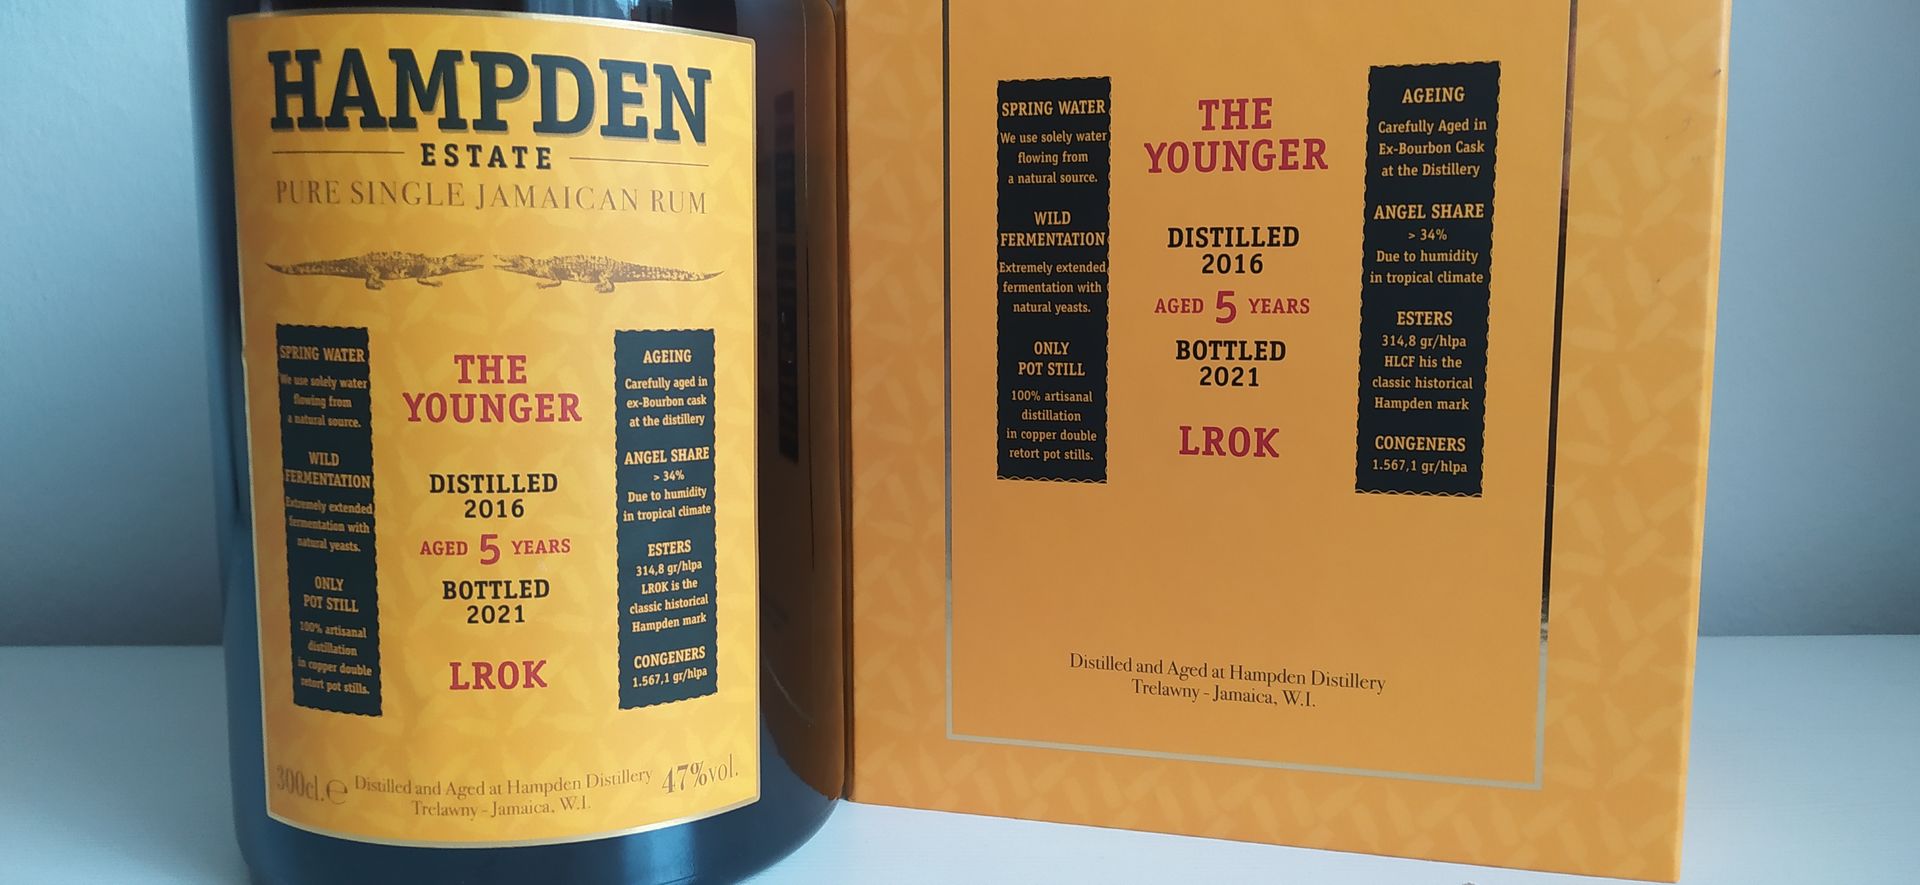 HAMPDEN
ESTATE
PURE SINGLE JAMAICAN RUM
SPRING WATER
We use solely water
flowing from
a natural source.
WILD
FERMENTATION
Extremely extended
fermentation with
natural yeasts.
ONLY
POT STILL
100% artisanal
distillation
in copper double
retort pot stills.
THE
YOUNGER
DISTILLED
2016
AGED 5 YEARS
BOTTLED
2021
LROK
AGEING
Carefully aged in
ex-Bourbon cask
at the distillery
ANGEL SHARE
> 34%
Due to humidity
in tropical climate
ESTERS
314,8 gr/hlpa
LROK is the
classic historical
Hampden mark
CONGENERS
1.567,1 gr/hlpa
300cl.e Distilled and Aged at Hampden Distillery 47%vol.
Trelawny - Jamaica, W.I.
SPRING WATER
We use solely water
flowing from
a natural source.
WILD
FERMENTATION
Extremely extended
fermentation with
natural yeasts.
ONLY
POT STILL
100% artisanal
distillation
in copper double
retort pot stills.
THE
YOUNGER
DISTILLED
2016
AGED 5 YEARS
BOTTLED
2021
LROK
AGEING
Carefully Aged in
Ex-Bourbon Cask
at the Distillery
ANGEL SHARE
> 34%
Due to humidity
in tropical climate
ESTERS
314,8 gr/hlpa
HLCF his the
classic historical
Hampden mark
CONGENERS
1.567,1 gr/hlpa
Distilled and Aged at Hampden Distillery
Trelawny - Jamaica, W.I.